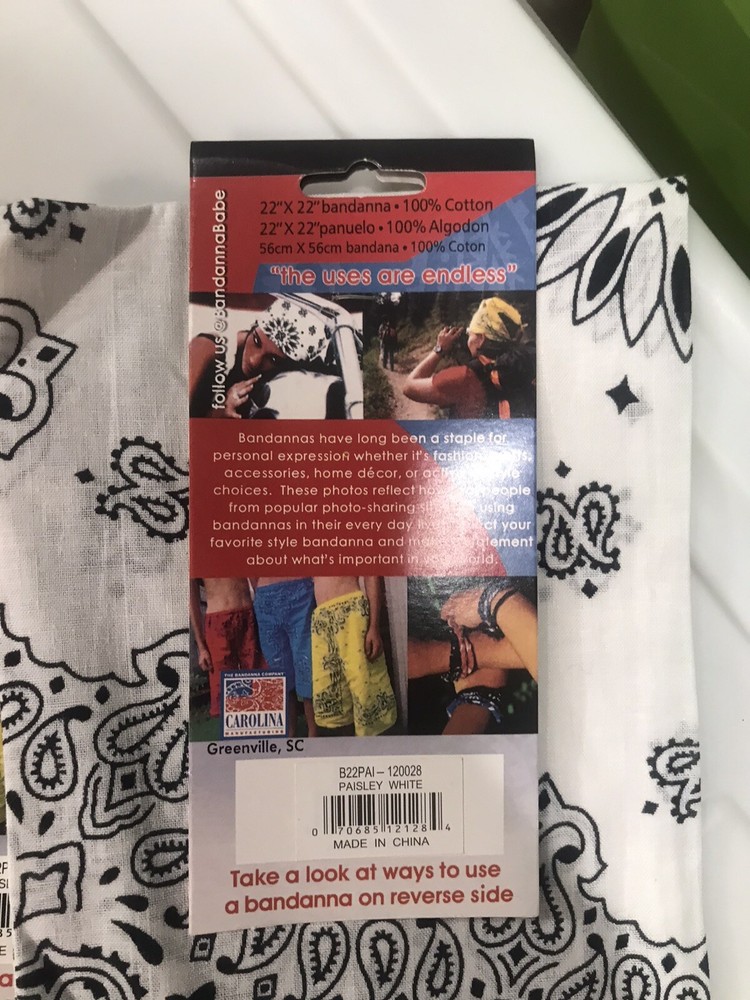 22"X 22"bandanna • 100% Cotton
22"X 22"panuelo • 100% Algodon
56cm X 56cm bandana • 100% Coton
"the uses are endless"
follow us @BandannaBabe
Bandannas have long been a staple for
personal expression whether it's
accessories, home décor, or
choices. These photos reflect people
from popular photo-sharing using
bandannas in their every day your
favorite style bandanna and
about what's important in
THE BANDANNA COMPANY
CAROLINA
MANUFACTURING
Greenville, SC
B22PAI – 120028
PAISLEY WHITE
0 70685 12128 4
MADE IN CHINA
Take a look at ways to use
a bandanna on reverse side